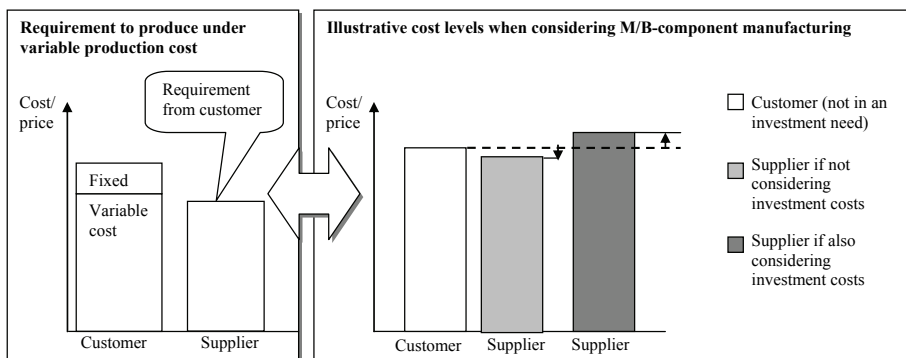 Requirement to produce under
variable production cost
Cost/
price
Requirement
from customer
Fixed
Variable
cost
Customer
Supplier
Illustrative cost levels when considering M/B-component manufacturing
Cost/
price
Customer
Supplier
Supplier
Customer (not in an
investment need)
Supplier if not
considering
investment costs
Supplier if also
considering
investment costs